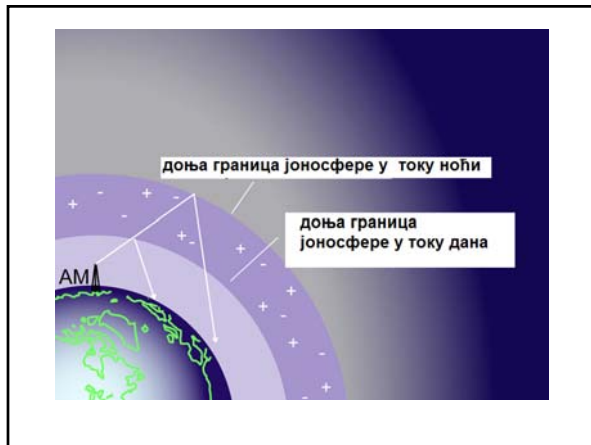 доња граница јоносфере у току ноћи
доња граница
јоносфере у току дана
AM